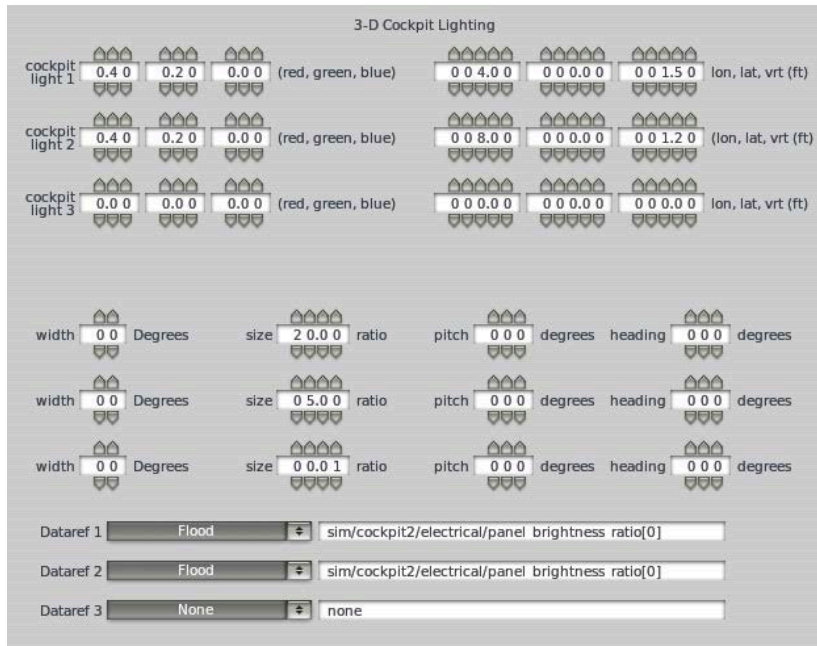 3-D Cockpit Lighting
cockpit light 1 0.4 0 0.2 0 0.0 0 (red, green, blue) 0 0 4.0 0 0 0 0.0 0 0 0 1.5 0 lon, lat, vrt (ft)
cockpit light 2 0.4 0 0.2 0 0.0 0 (red, green, blue) 0 0 8.0 0 0 0 0.0 0 0 0 1.2 0 (lon, lat, vrt (ft)
cockpit light 3 0.0 0 0.0 0 0.0 0 (red, green, blue) 0 0 0.0 0 0 0 0.0 0 0 0 0.0 0 lon, lat, vrt (ft)
width 0 0 Degrees size 2 0.0 0 ratio pitch 0 0 0 degrees heading 0 0 0 degrees
width 0 0 Degrees size 0 5.0 0 ratio pitch 0 0 0 degrees heading 0 0 0 degrees
width 0 0 Degrees size 0 0.0 1 ratio pitch 0 0 0 degrees heading 0 0 0 degrees
Dataref 1 Flood sim/cockpit2/electrical/panel_brightness_ratio[0]
Dataref 2 Flood sim/cockpit2/electrical/panel_brightness_ratio[0]
Dataref 3 None none